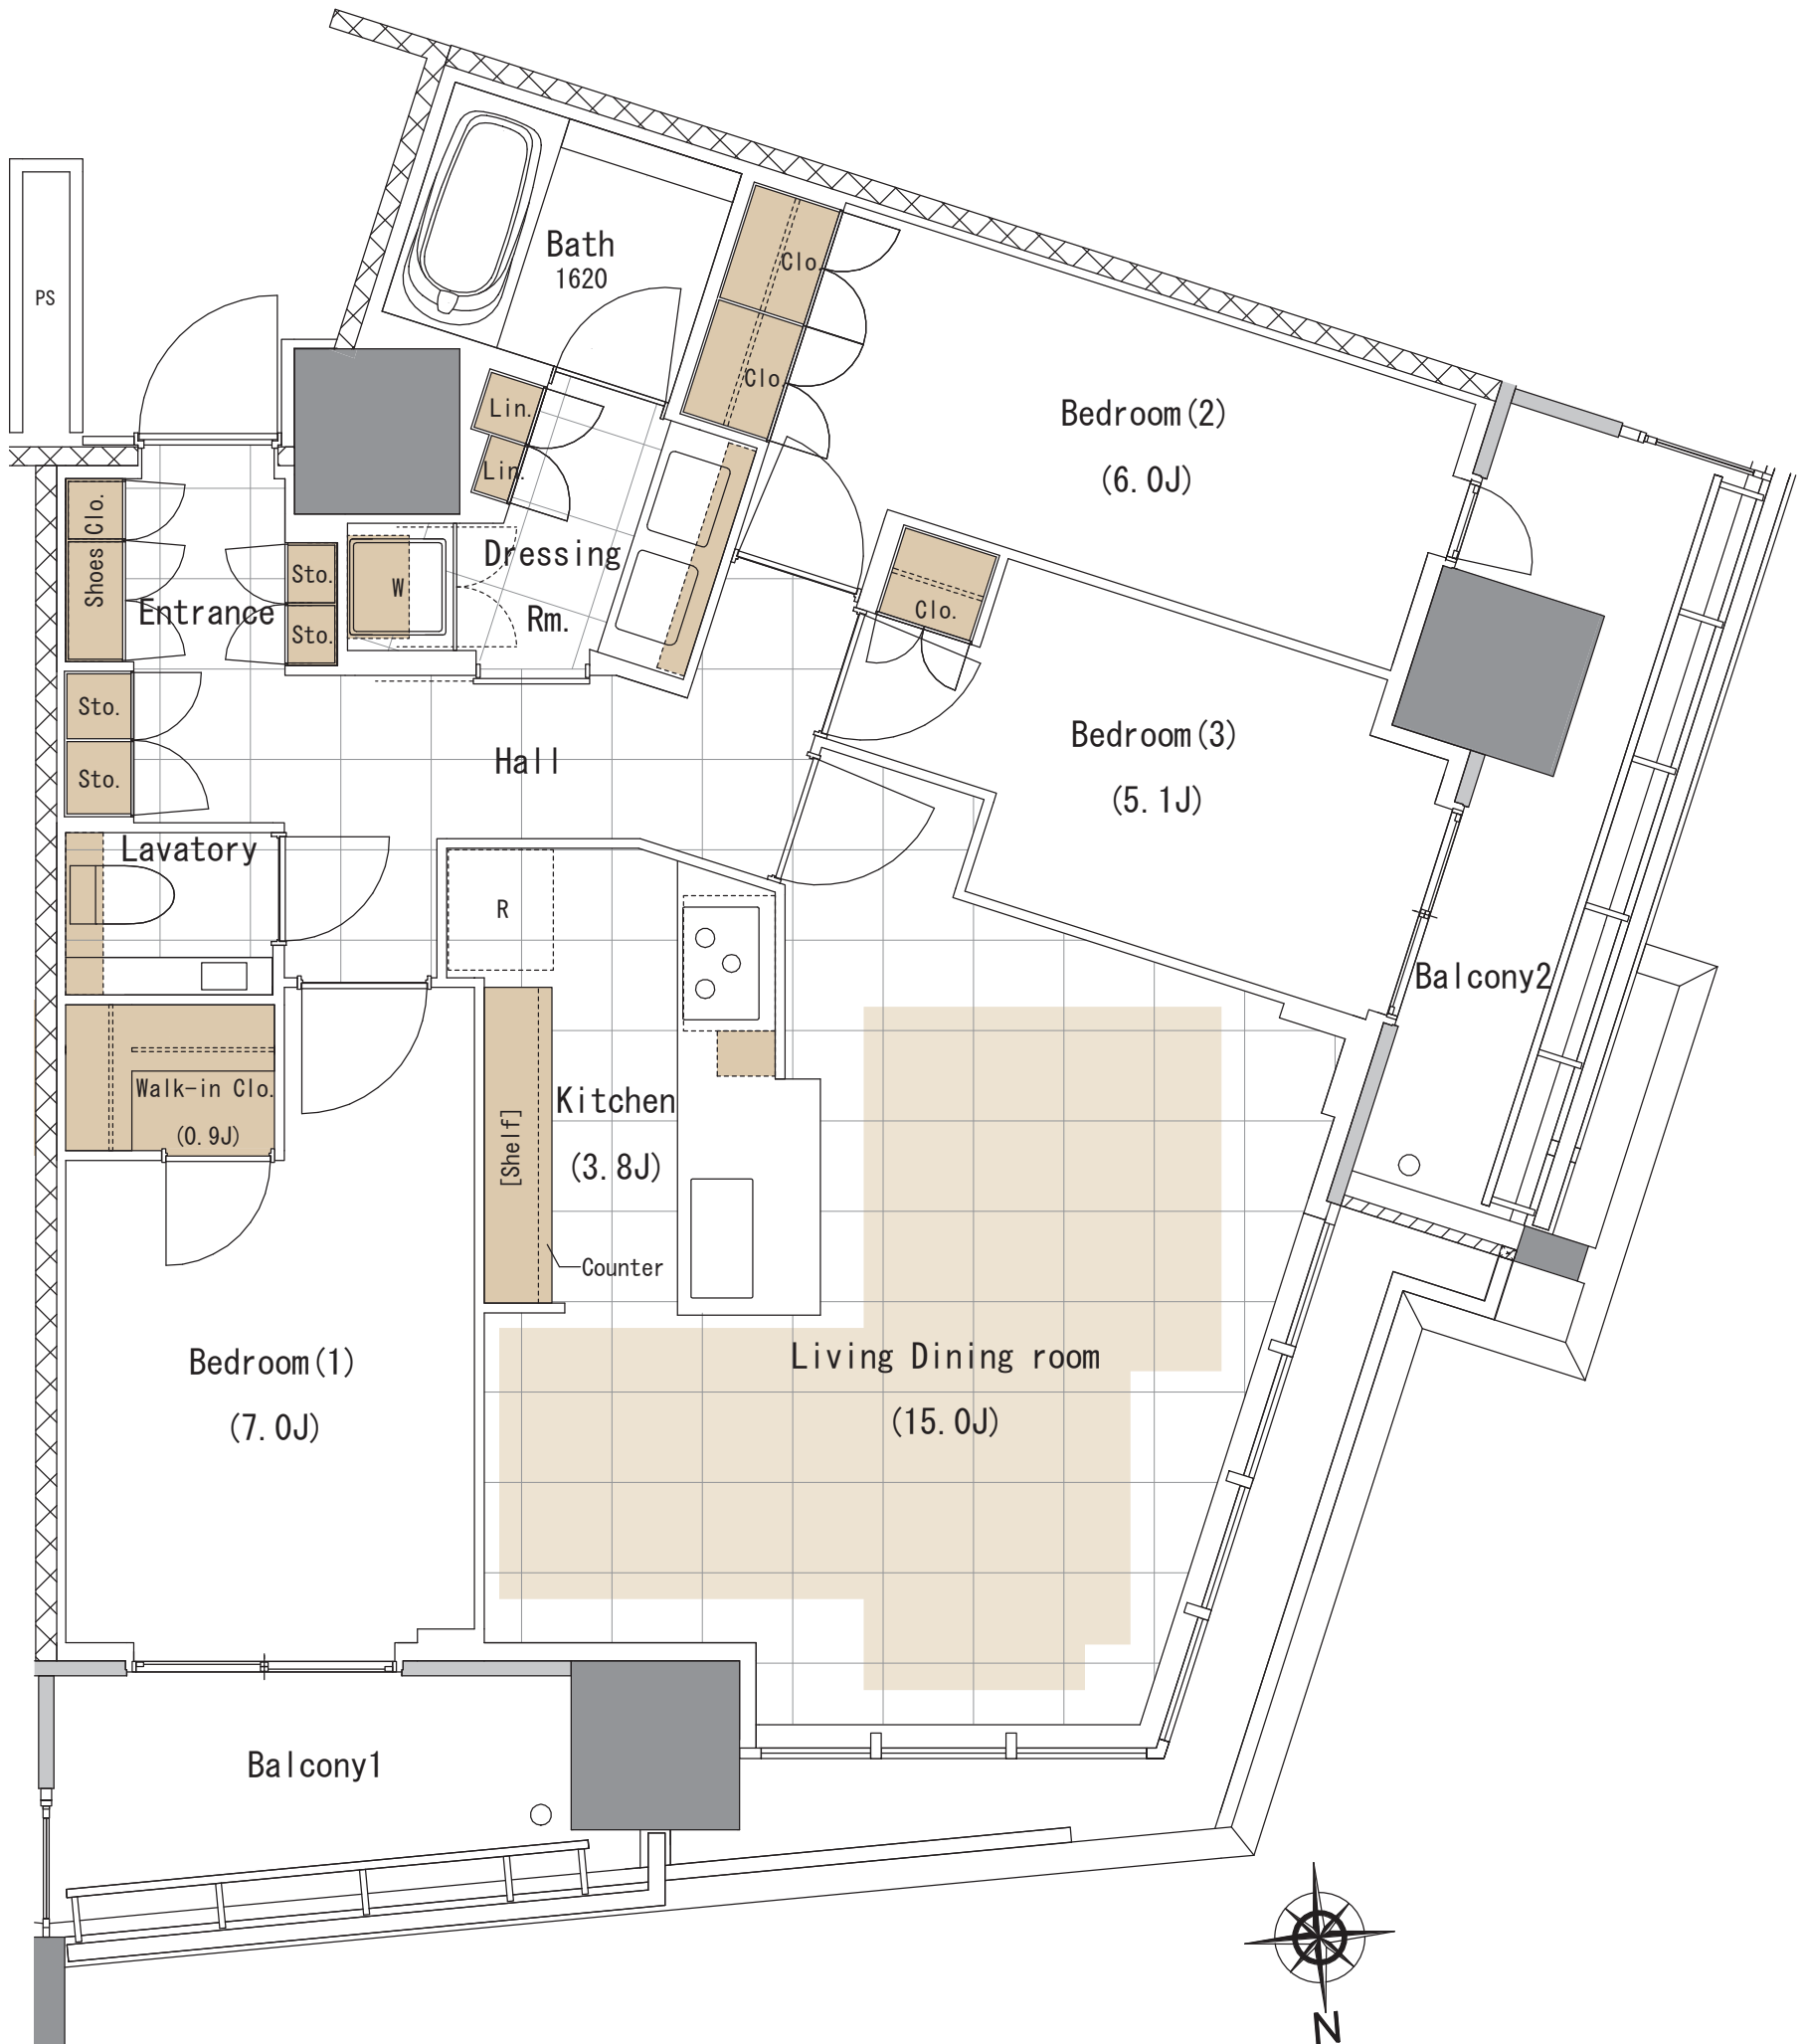 PS
Bath
1620
Clo.
Clo.
Bedroom(2)
(6.0J)
Lin.
Lin.
Shoes Clo.
Entrance
Sto.
Sto.
W
Dressing
Rm.
Clo.
Sto.
Sto.
Hall
Bedroom(3)
(5.1J)
Lavatory
R
Balcony2
Walk-in Clo.
(0.9J)
[Shelf]
Kitchen
(3.8J)
Counter
Bedroom(1)
(7.0J)
Living Dining room
(15.0J)
Balcony1
N